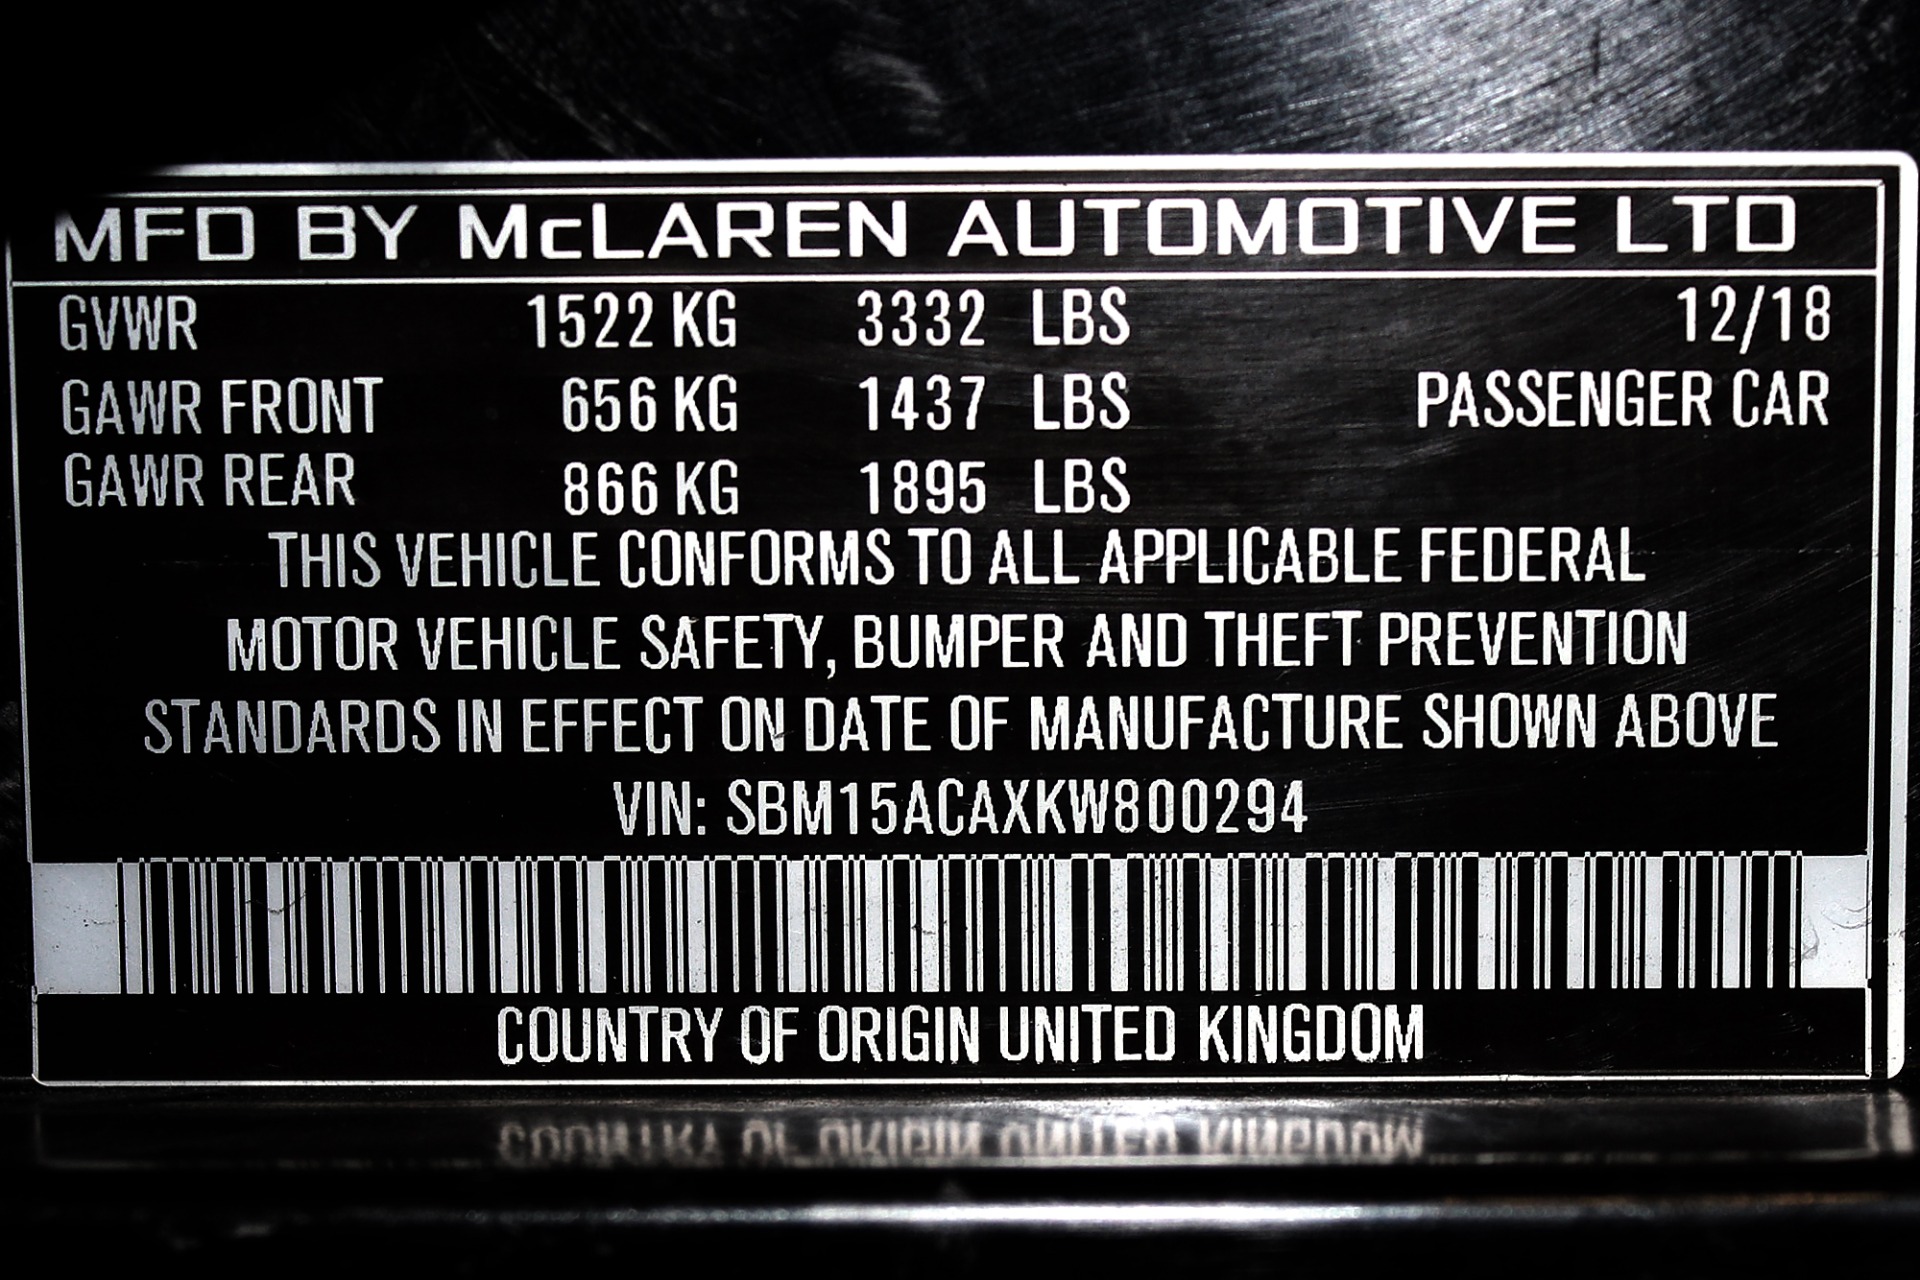 MFD BY McLAREN AUTOMOTIVE LTD
GVWR 1522 KG 3332 LBS 12/18
GAWR FRONT 656 KG 1437 LBS PASSENGER CAR
GAWR REAR 866 KG 1895 LBS
THIS VEHICLE CONFORMS TO ALL APPLICABLE FEDERAL
MOTOR VEHICLE SAFETY, BUMPER AND THEFT PREVENTION
STANDARDS IN EFFECT ON DATE OF MANUFACTURE SHOWN ABOVE
VIN: SBM15ACAXKW800294
COUNTRY OF ORIGIN UNITED KINGDOM